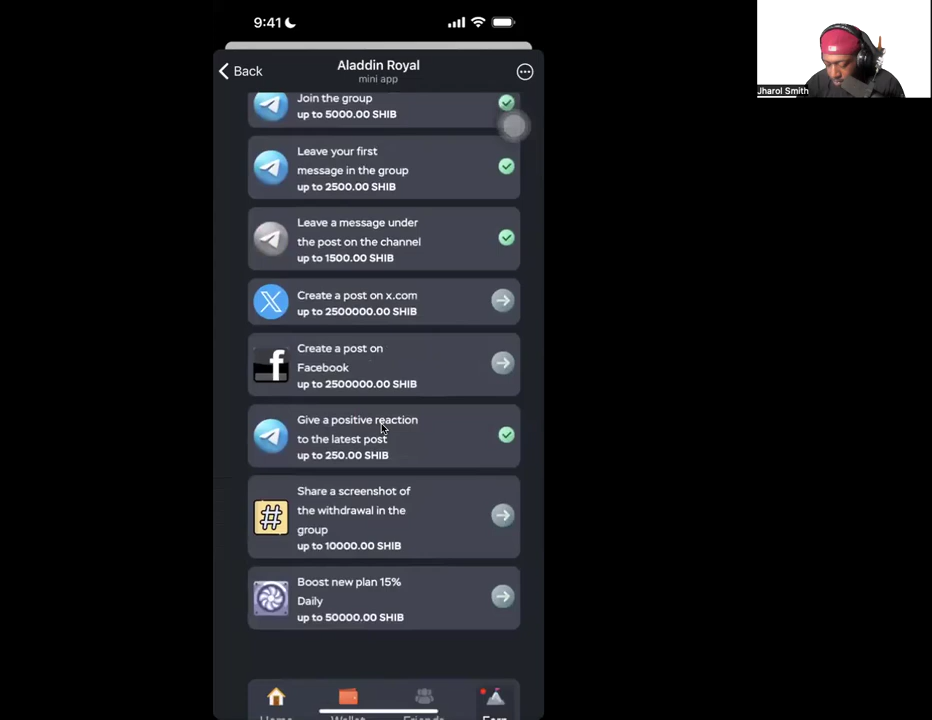 9:41
Jharol Smith
Back
Aladdin Royal
mini app
Join the group
up to 5000.00 SHIB
Leave your first
message in the group
up to 2500.00 SHIB
Leave a message under
the post on the channel
up to 1500.00 SHIB
Create a post on x.com
up to 2500000.00 SHIB
Create a post on
Facebook
up to 2500000.00 SHIB
Give a positive reaction
to the latest post
up to 250.00 SHIB
Share a screenshot of
the withdrawal in the
group
up to 10000.00 SHIB
Boost new plan 15%
Daily
up to 50000.00 SHIB
Home
Wallet
Friends
Earn